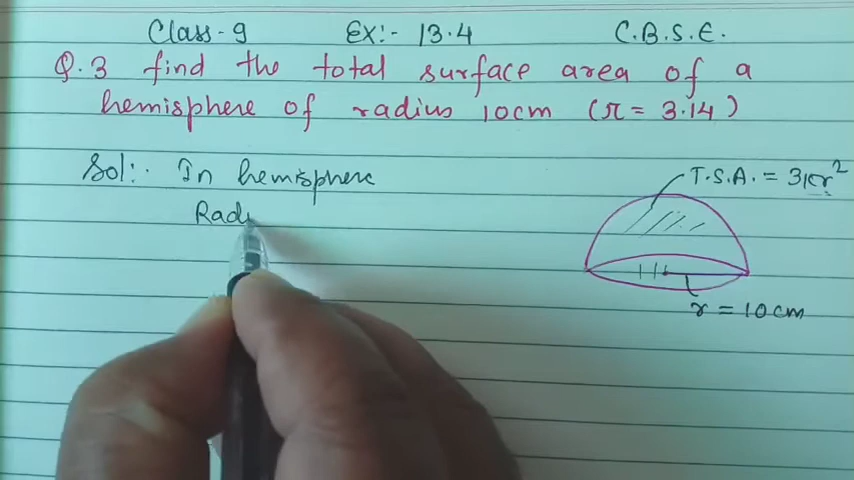 Class-9 Ex:- 13.4 C.B.S.E.
Q.3 find the total surface area of a
hemisphere of radius 10cm (π = 3.14)
Sol:- In hemisphere
Radi
T.S.A. = 3πr²
r = 10cm